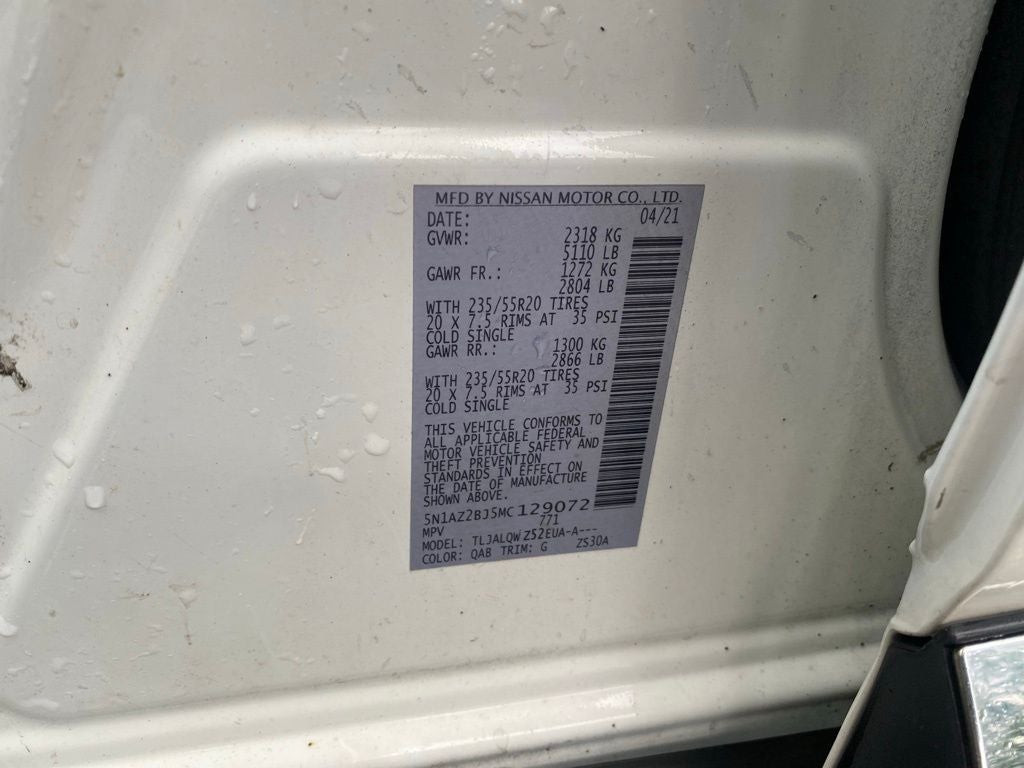 MFD BY NISSAN MOTOR CO., LTD.
DATE: 04/21
GVWR: 2318 KG
5110 LB
GAWR FR.: 1272 KG
2804 LB
WITH 235/55R20 TIRES
20 X 7.5 RIMS AT 35 PSI
COLD SINGLE
GAWR RR.: 1300 KG
2866 LB
WITH 235/55R20 TIRES
20 X 7.5 RIMS AT 35 PSI
COLD SINGLE
THIS VEHICLE CONFORMS TO
ALL APPLICABLE FEDERAL
MOTOR VEHICLE SAFETY AND
THEFT PREVENTION
STANDARDS IN EFFECT ON
THE DATE OF MANUFACTURE
SHOWN ABOVE.
5N1AZ2BJ5MC129072
MPV 771
MODEL: TLJALQWZ52EUA-A---
COLOR: QAB TRIM: G ZS30A